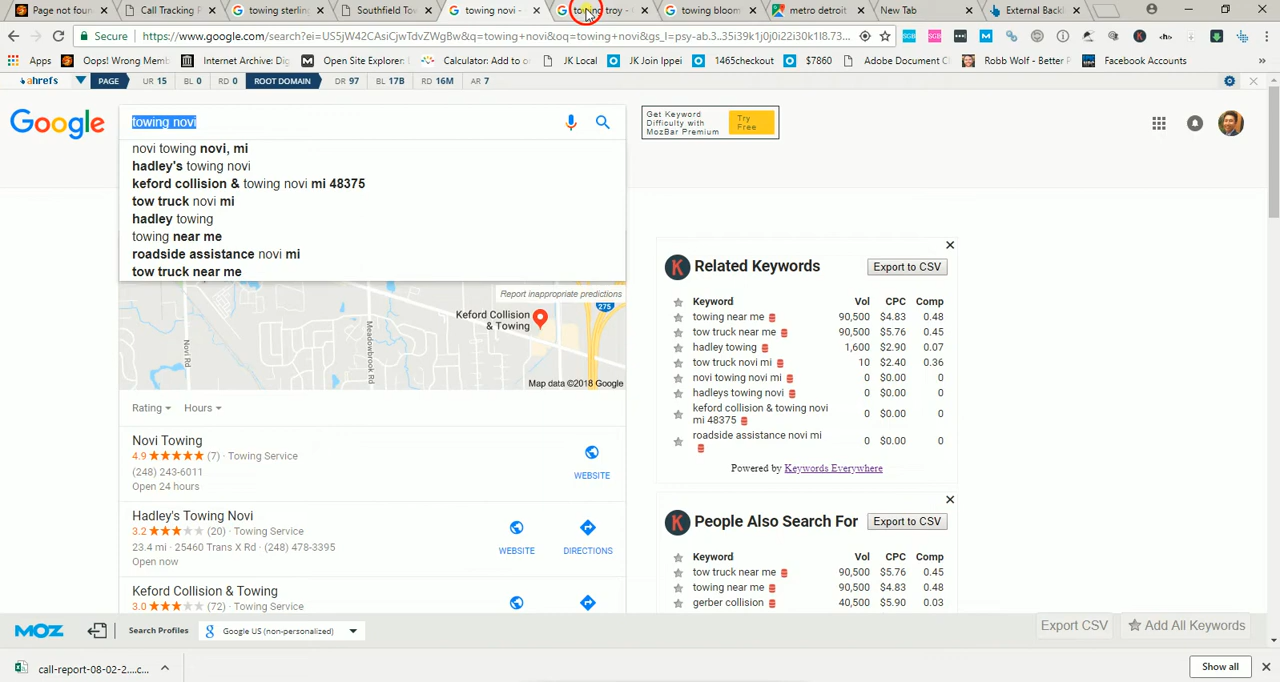 Page not foun
Call Tracking F
towing sterlin
Southfield Tow
towing novi -
towing troy -
towing bloom
metro detroit
New Tab
External Backl
Secure
https://www.google.com/search?ei=US5jW42CAsiCjwTdvZWgBw&q=towing+novi&oq=towing+novi&gs_l=psy-ab.3..35i39k1j0j0i22i30k1l8.73...
Apps
Oops! Wrong Mem
Internet Archive: Dig
Open Site Explorer:
Calculator: Add to o
JK Local
JK Join Ippei
1465checkout
$7860
Adobe Document C
Robb Wolf - Better P
Facebook Accounts
ahrefs
PAGE
UR 15
BL 0
RD 0
ROOT DOMAIN
DR 97
BL 17B
RD 16M
AR 7
Google
towing novi
Get Keyword
Difficulty with
MozBar Premium
Try
Free
novi towing novi, mi
hadley's towing novi
keford collision & towing novi mi 48375
tow truck novi mi
hadley towing
towing near me
roadside assistance novi mi
tow truck near me
Report inappropriate predictions
Keford Collision
& Towing
275
Novi Rd
Meadowbrook Rd
Map data ©2018 Google
Rating
Hours
Novi Towing
4.9 (7) · Towing Service
(248) 243-6011
Open 24 hours
WEBSITE
Hadley's Towing Novi
3.2 (20) · Towing Service
23.4 mi · 25460 Trans X Rd · (248) 478-3395
Open now
WEBSITE
DIRECTIONS
Keford Collision & Towing
3.0 (72) · Towing Service
Related Keywords
Export to CSV
Keyword Vol CPC Comp
towing near me 90,500 $4.83 0.48
tow truck near me 90,500 $5.76 0.45
hadley towing 1,600 $2.90 0.07
tow truck novi mi 10 $2.40 0.36
novi towing novi mi 0 $0.00 0
hadleys towing novi 0 $0.00 0
keford collision & towing novi
mi 48375 0 $0.00 0
roadside assistance novi mi 0 $0.00 0
Powered by Keywords Everywhere
People Also Search For
Export to CSV
Keyword Vol CPC Comp
tow truck near me 90,500 $5.76 0.45
towing near me 90,500 $4.83 0.48
gerber collision 40,500 $5.90 0.03
MOZ
Search Profiles
Google US (non-personalized)
Export CSV
Add All Keywords
call-report-08-02-2....c...
Show all